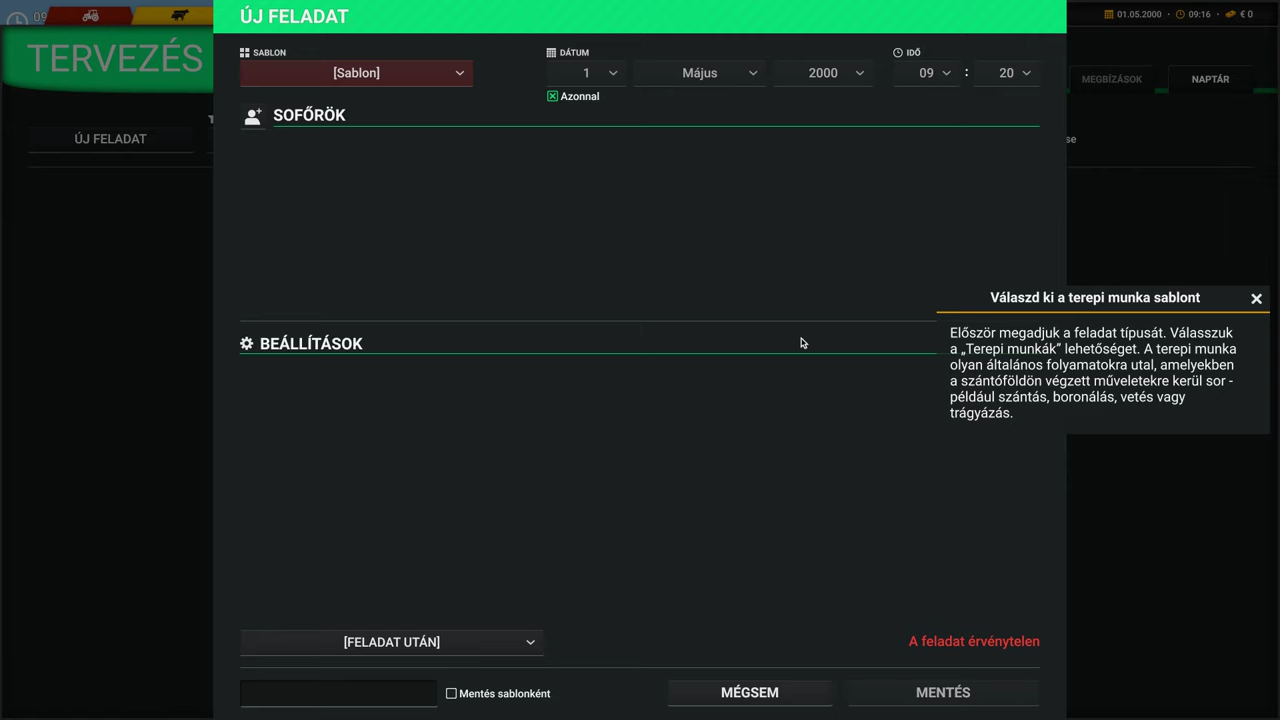 ÚJ FELADAT
01.05.2000 • 09:16 • € 0
09
TERVEZÉS
MEGBÍZÁSOK
NAPTÁR
ÚJ FELADAT
se
SABLON
[Sablon]
DÁTUM
1
Május
2000
IDŐ
09 : 20
Azonnal
SOFŐRÖK
BEÁLLÍTÁSOK
Válaszd ki a terepi munka sablont
Először megadjuk a feladat típusát. Válasszuk
a „Terepi munkák” lehetőséget. A terepi munka
olyan általános folyamatokra utal, amelyekben
a szántóföldön végzett műveletekre kerül sor -
például szántás, boronálás, vetés vagy
trágyázás.
[FELADAT UTÁN]
A feladat érvénytelen
Mentés sablonként
MÉGSEM
MENTÉS